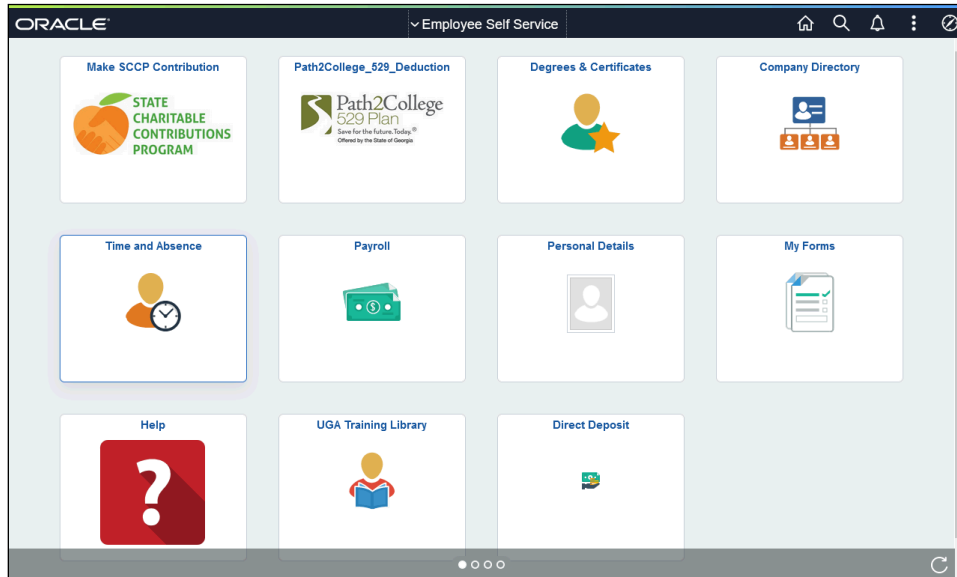 ORACLE
Employee Self Service
Make SCCP Contribution
STATE
CHARITABLE
CONTRIBUTIONS
PROGRAM
Path2College_529_Deduction
Path2College
529 Plan
Save for the future. Today.®
Offered by the State of Georgia
Degrees & Certificates
Company Directory
Time and Absence
Payroll
Personal Details
My Forms
Help
?
UGA Training Library
Direct Deposit